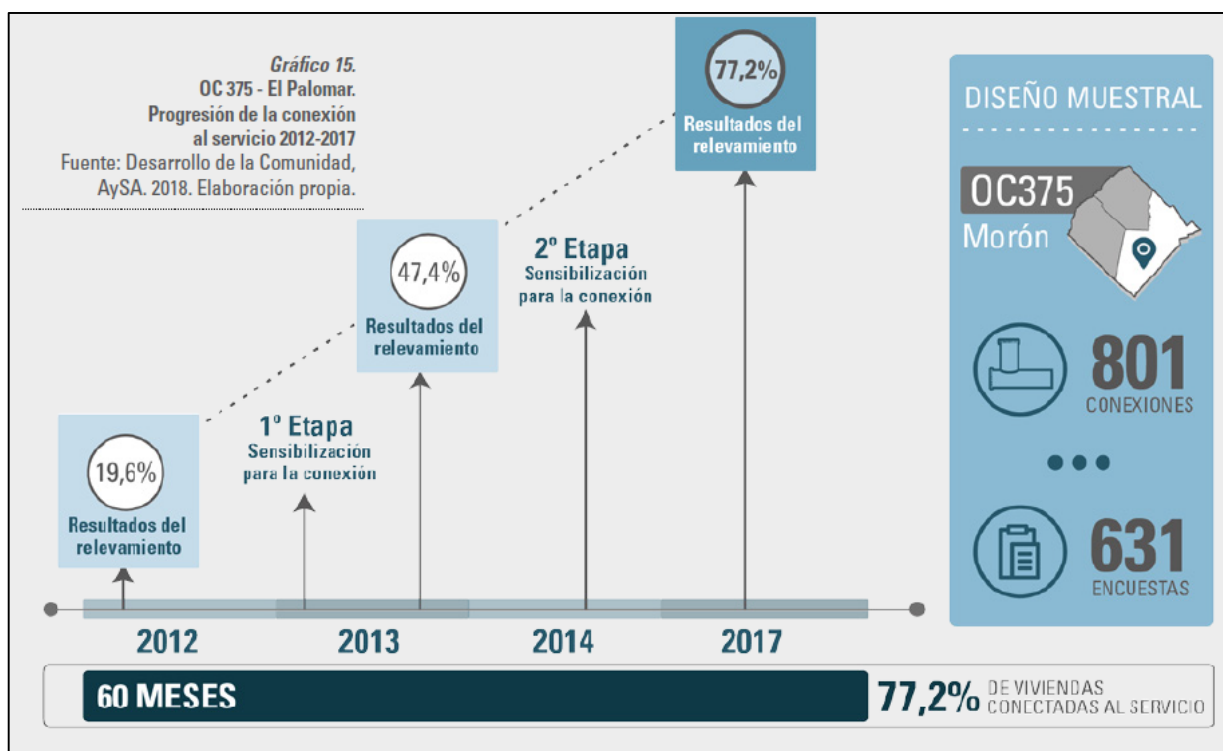 Gráfico 15.
OC 375 - El Palomar.
Progresión de la conexión
al servicio 2012-2017
Fuente: Desarrollo de la Comunidad,
AySA. 2018. Elaboración propia.
19,6%
Resultados del
relevamiento
1º Etapa
Sensibilización
para la conexión
47,4%
Resultados del
relevamiento
2º Etapa
Sensibilización
para la conexión
77,2%
Resultados del
relevamiento
2012
2013
2014
2017
60 MESES
77,2% DE VIVIENDAS
CONECTADAS AL SERVICIO
DISEÑO MUESTRAL
OC375
Morón
801
CONEXIONES
631
ENCUESTAS